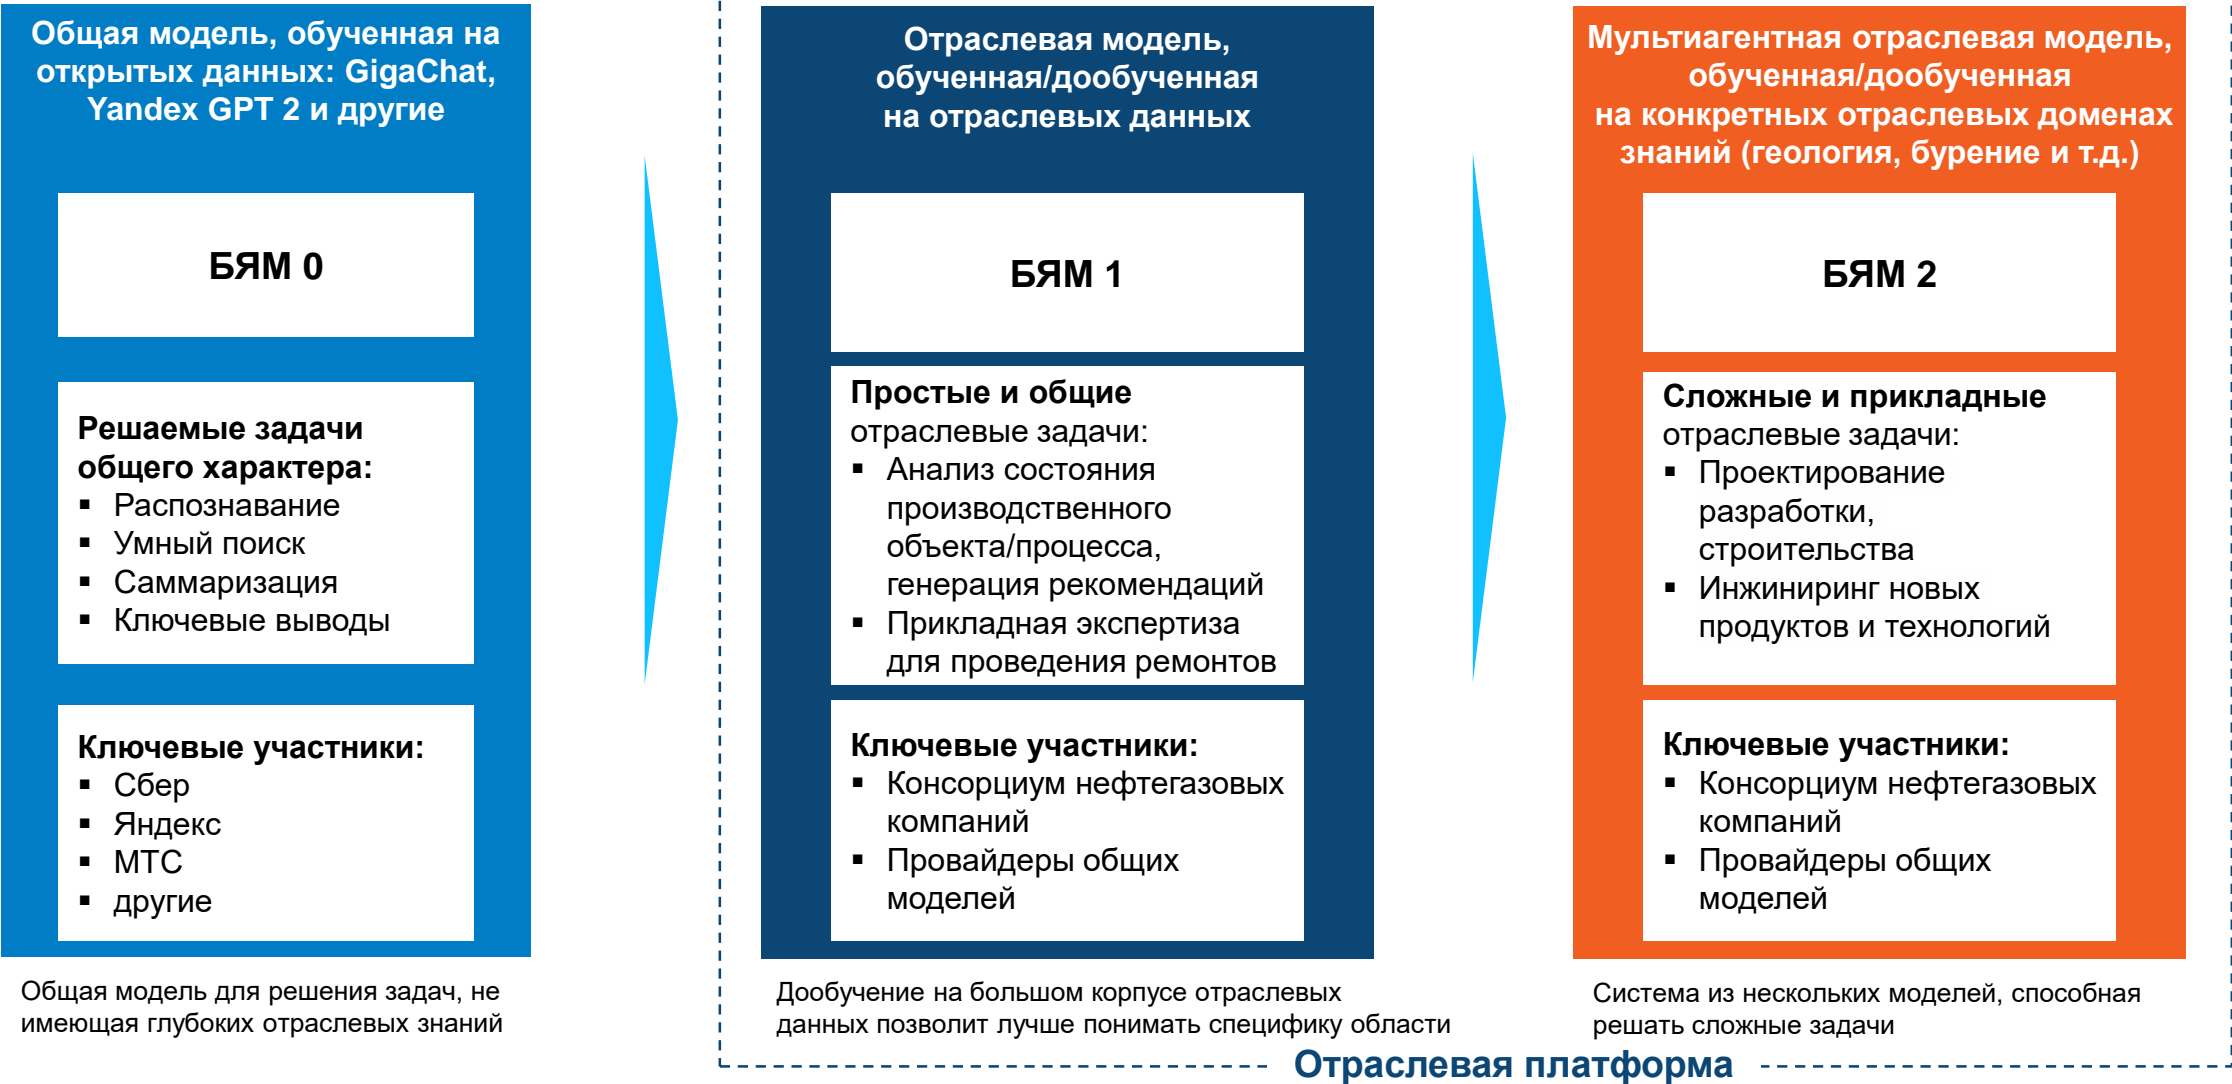 Общая модель, обученная на
открытых данных: GigaChat,
Yandex GPT 2 и другие
БЯМ 0
Решаемые задачи
общего характера:
▪ Распознавание
▪ Умный поиск
▪ Саммаризация
▪ Ключевые выводы
Ключевые участники:
▪ Сбер
▪ Яндекс
▪ МТС
▪ другие
Общая модель для решения задач, не
имеющая глубоких отраслевых знаний
Отраслевая модель,
обученная/дообученная
на отраслевых данных
БЯМ 1
Простые и общие
отраслевые задачи:
▪ Анализ состояния
производственного
объекта/процесса,
генерация рекомендаций
▪ Прикладная экспертиза
для проведения ремонтов
Ключевые участники:
▪ Консорциум нефтегазовых
компаний
▪ Провайдеры общих
моделей
Дообучение на большом корпусе отраслевых
данных позволит лучше понимать специфику области
Мультиагентная отраслевая модель,
обученная/дообученная
на конкретных отраслевых доменах
знаний (геология, бурение и т.д.)
БЯМ 2
Сложные и прикладные
отраслевые задачи:
▪ Проектирование
разработки,
строительства
▪ Инжиниринг новых
продуктов и технологий
Ключевые участники:
▪ Консорциум нефтегазовых
компаний
▪ Провайдеры общих
моделей
Система из нескольких моделей, способная
решать сложные задачи
Отраслевая платформа